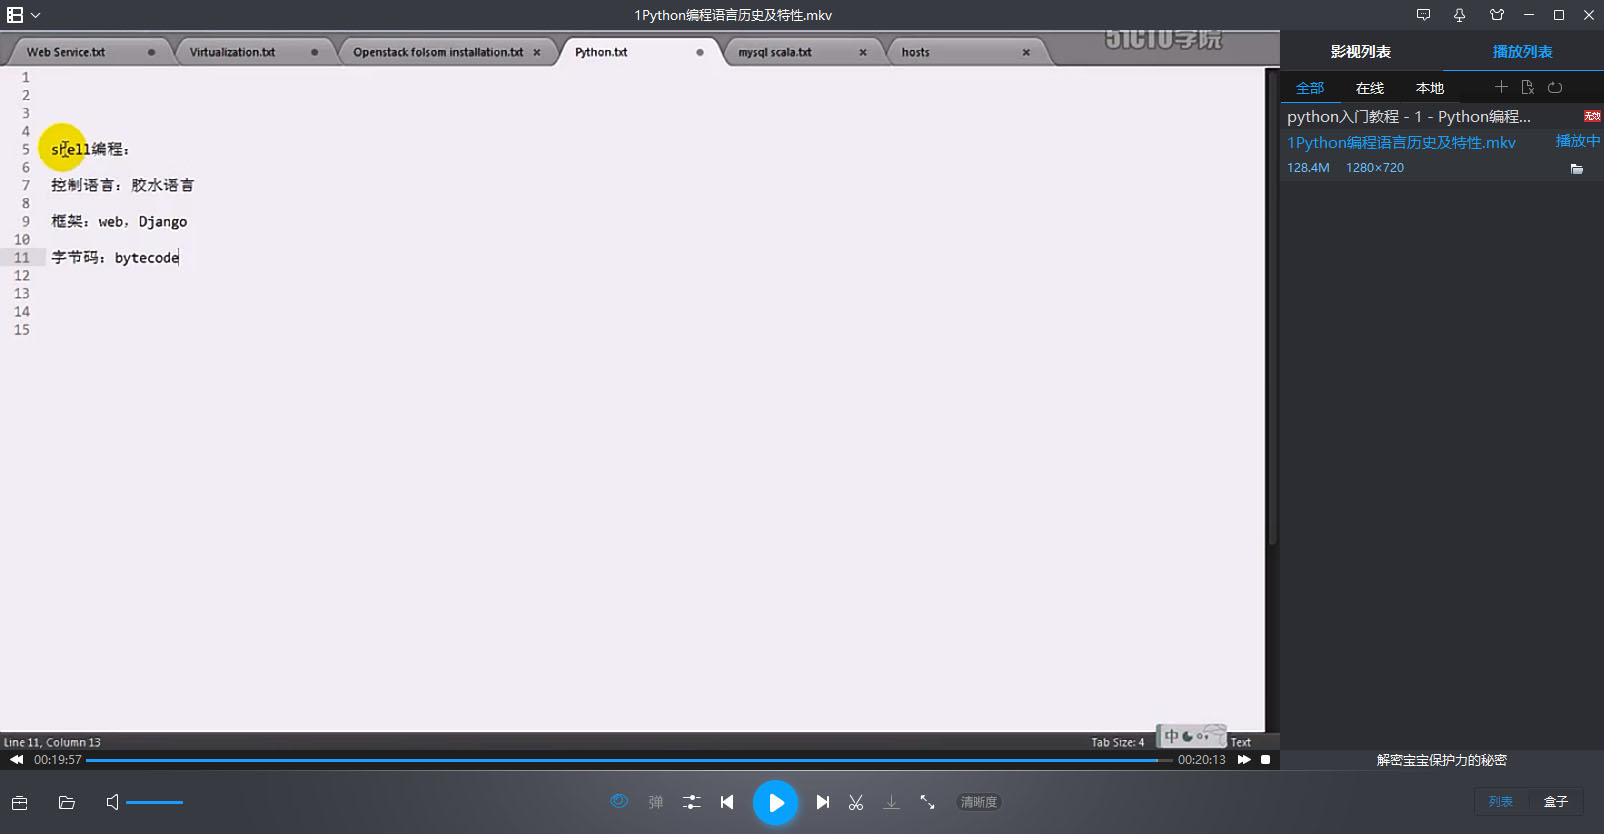 1Python编程语言历史及特性.mkv
Web Service.txt
Virtualization.txt
Openstack folsom installation.txt
Python.txt
mysql scala.txt
hosts
51CTO学院
1
2
3
4
5 shell编程:
6
7 控制语言: 胶水语言
8
9 框架: web, Django
10
11 字节码: bytecode
12
13
14
15
Line 11, Column 13
Tab Size: 4
中
Text
00:19:57
00:20:13
弹
清晰度
影视列表
播放列表
全部
在线
本地
python入门教程 - 1 - Python编程...
无效
1Python编程语言历史及特性.mkv
播放中
128.4M
1280×720
解密宝宝保护力的秘密
列表
盒子